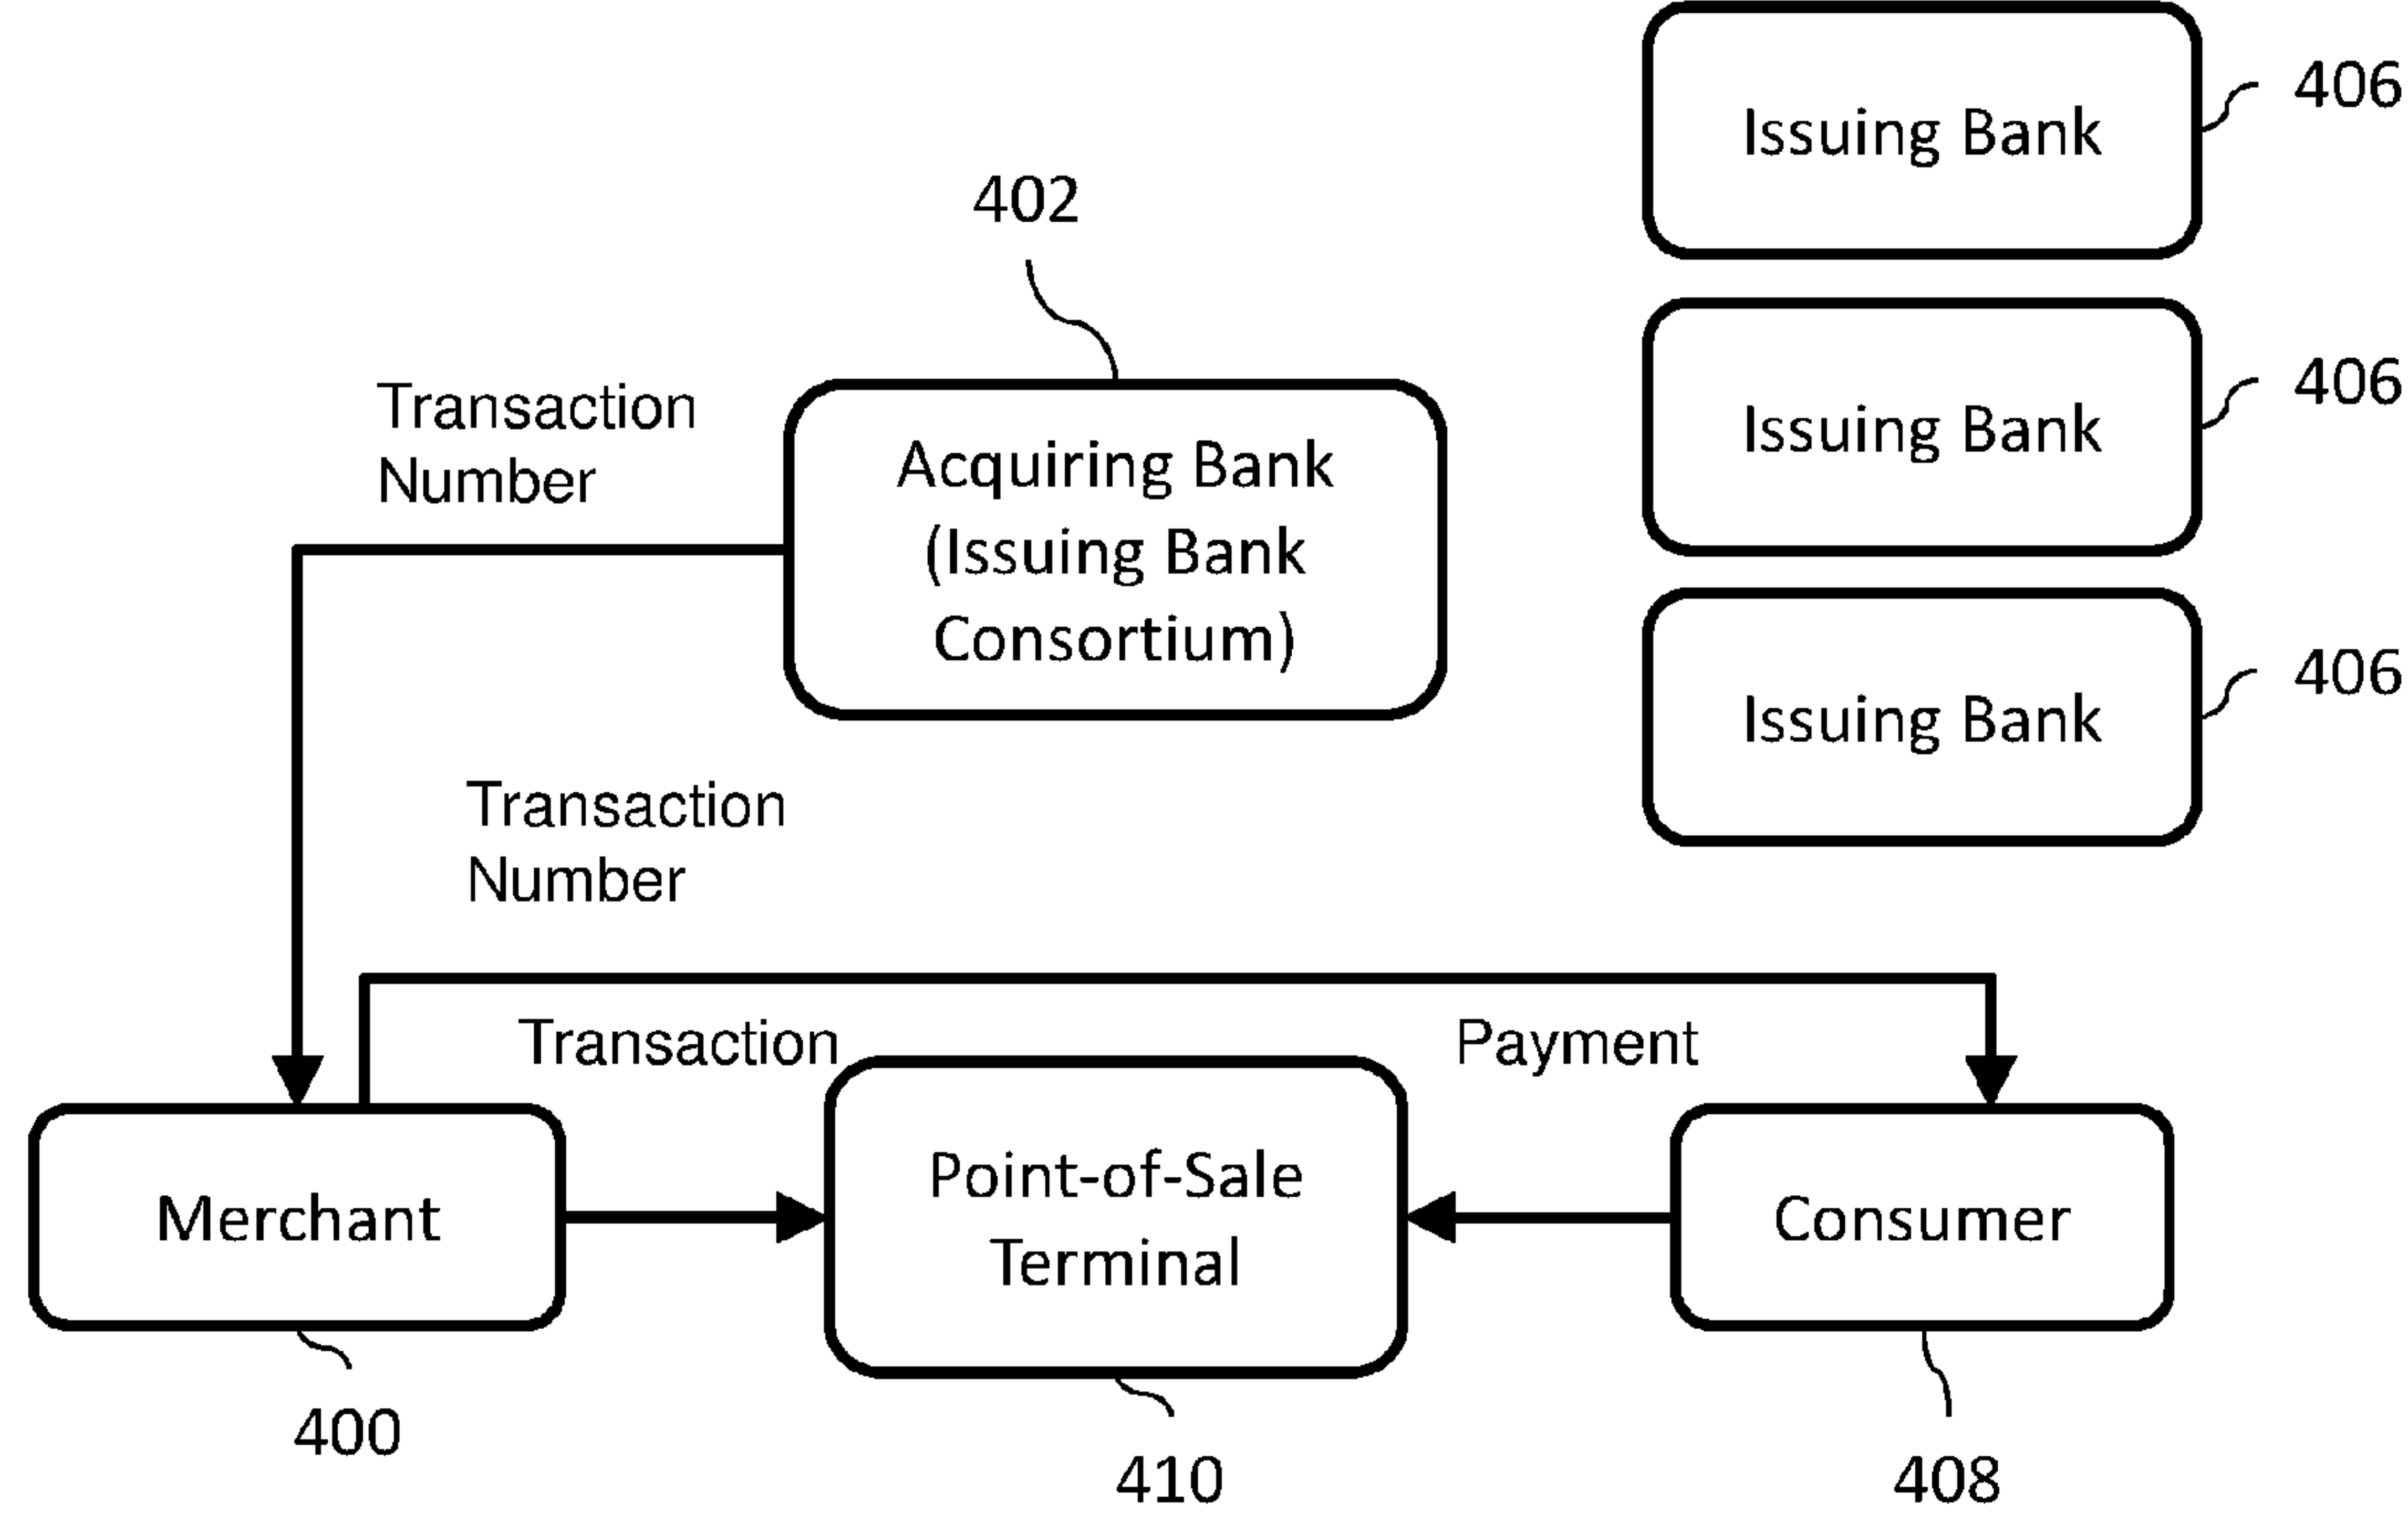 Issuing Bank
406
402
Issuing Bank
406
Transaction
Number
Acquiring Bank
(Issuing Bank
Consortium)
Issuing Bank
406
Transaction
Number
Transaction
Payment
Merchant
Point-of-Sale
Terminal
Consumer
400
410
408